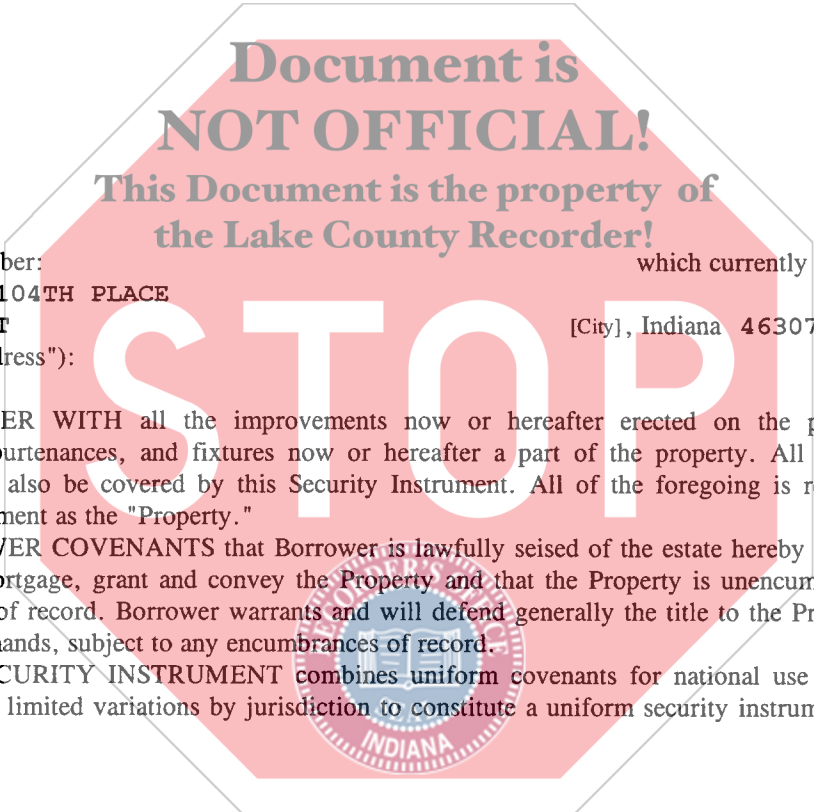 Document is
NOT OFFICIAL!
This Document is the property of
the Lake County Recorder!
ber: which currently
104TH PLACE
T [City], Indiana 46307
dress"):
STOP
ER WITH all the improvements now or hereafter erected on the p
ourtenances, and fixtures now or hereafter a part of the property. All
also be covered by this Security Instrument. All of the foregoing is r
ment as the "Property."
VER COVENANTS that Borrower is lawfully seised of the estate hereby
ortgage, grant and convey the Property and that the Property is unencum
of record. Borrower warrants and will defend generally the title to the Pr
ands, subject to any encumbrances of record.
CURITY INSTRUMENT combines uniform covenants for national use
limited variations by jurisdiction to constitute a uniform security instrum
RECORDER'S OFFICE
INDIANA